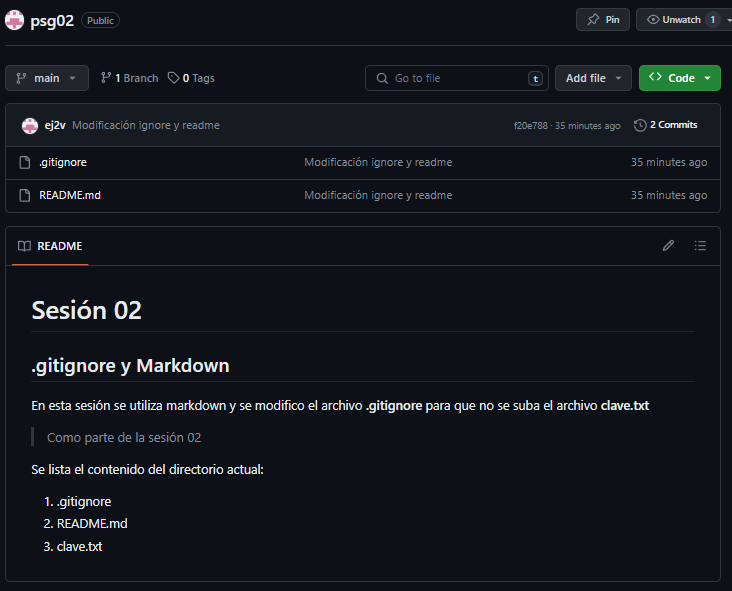 psg02 Public Pin Unwatch 1
main 1 Branch 0 Tags Go to file t Add file Code
ej2v Modificación ignore y readme f20e788 · 35 minutes ago 2 Commits
.gitignore Modificación ignore y readme 35 minutes ago
README.md Modificación ignore y readme 35 minutes ago
README
Sesión 02
.gitignore y Markdown
En esta sesión se utiliza markdown y se modifico el archivo .gitignore para que no se suba el archivo clave.txt
Como parte de la sesión 02
Se lista el contenido del directorio actual:
1. .gitignore
2. README.md
3. clave.txt